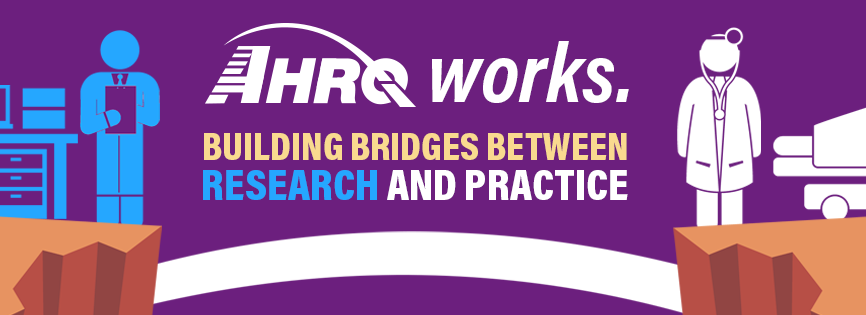 AHRQ works.
BUILDING BRIDGES BETWEEN
RESEARCH AND PRACTICE